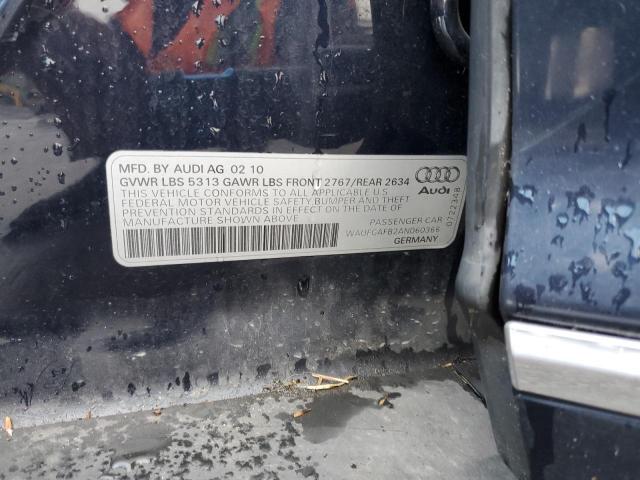 MFD. BY AUDI AG 02 10
GVWR LBS 5313 GAWR LBS FRONT 2767/REAR 2634
THIS VEHICLE CONFORMS TO ALL APPLICABLE U.S
FEDERAL MOTOR VEHICLE SAFETY, BUMPER AND THEFT
PREVENTION STANDARDS IN EFFECT ON THE DATE OF
MANUFACTURE SHOWN ABOVE
PASSENGER CAR
WAUFGAFB2AN060366
GERMANY
Audi
0722308